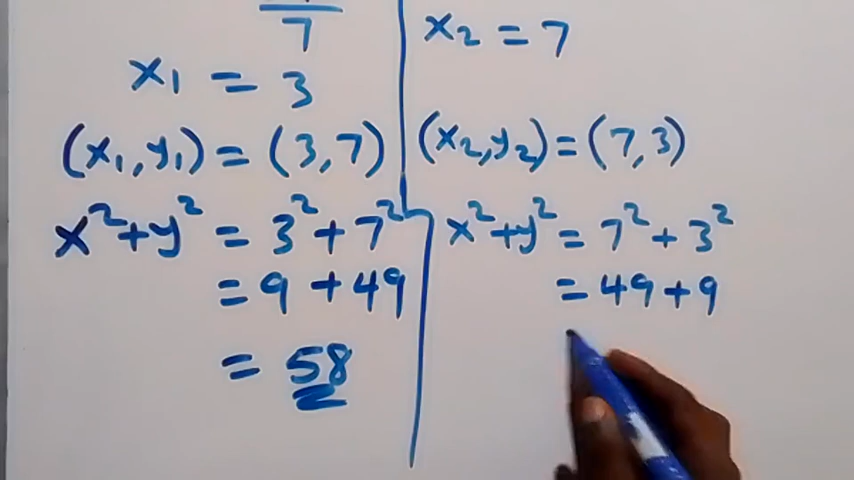 7
x₁ = 3
(x₁,y₁) = (3,7)
x²+y² = 3²+7²
= 9 + 49
= 58
x₂ = 7
(x₂,y₂) = (7,3)
x²+y² = 7²+3²
= 49+9